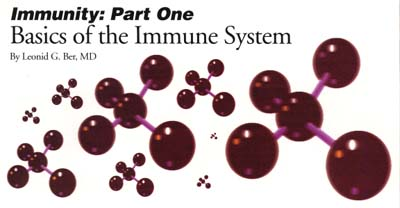 Immunity: Part One
Basics of the Immune System
By Leonid G. Ber, MD